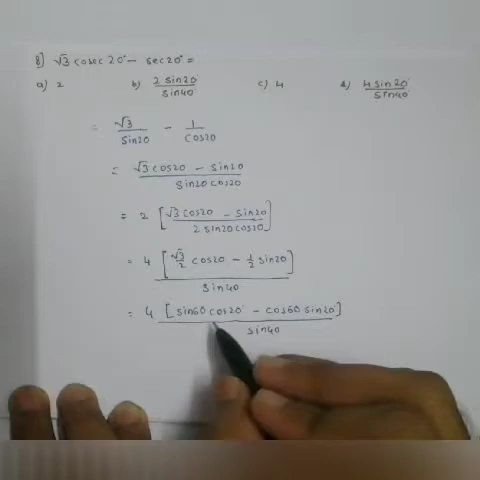 8] √3 cosec 20° - sec 20° =
a) 2 b) 2 sin20° / sin40 c) 4 d) 4 sin20° / sin40°
= √3 / sin20 - 1 / cos20
= √3 cos20 - sin20 / sin20 cos20
= 2 [√3 cos20 - sin20 / 2 sin20 cos20]
= 4 [√3/2 cos20 - 1/2 sin20] / sin40
= 4 [sin60 cos20° - cos60 sin20°] / sin40